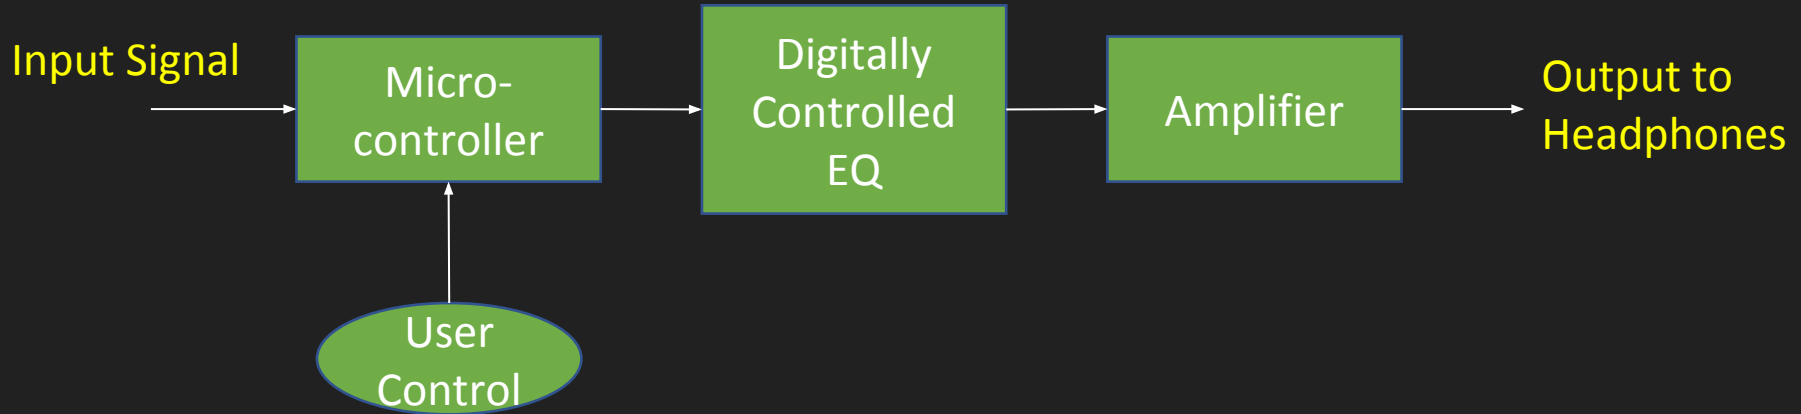 Input Signal
Micro-
controller
Digitally
Controlled
EQ
Amplifier
Output to
Headphones
User
Control